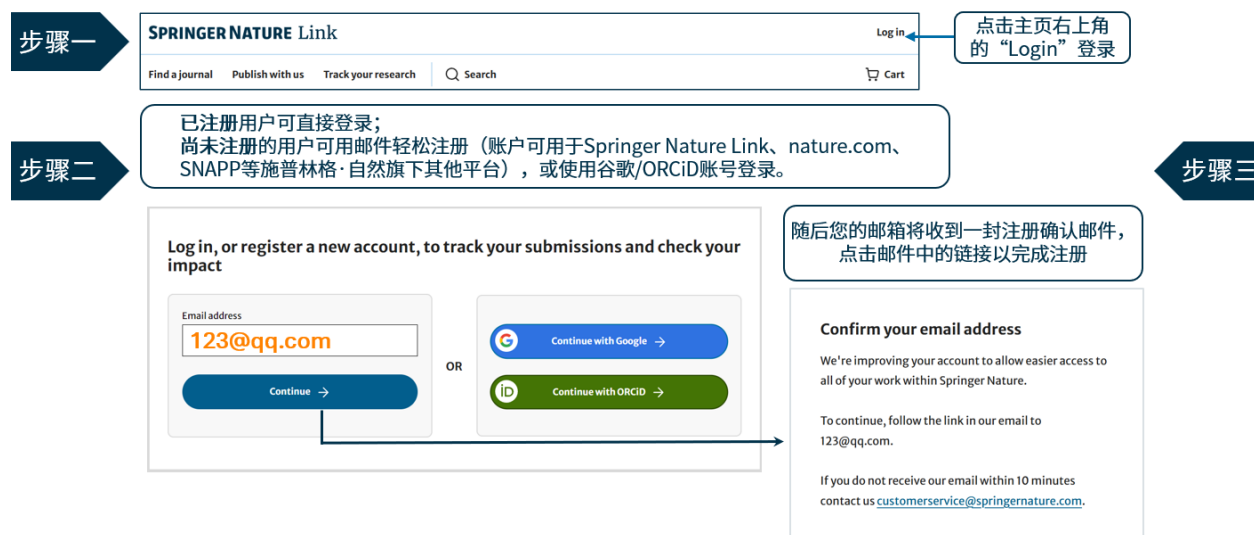 步骤一
SPRINGER NATURE Link
Log in
点击主页右上角
的“Login”登录
Find a journal Publish with us Track your research Search Cart
步骤二
已注册用户可直接登录；
尚未注册的用户可用邮件轻松注册（账户可用于Springer Nature Link、nature.com、
SNAPP等施普林格·自然旗下其他平台），或使用谷歌/ORCiD账号登录。
步骤三
Log in, or register a new account, to track your submissions and check your
impact
Email address
123@qq.com
Continue →
OR
G
Continue with Google →
iD
Continue with ORCiD →
随后您的邮箱将收到一封注册确认邮件，
点击邮件中的链接以完成注册
Confirm your email address
We're improving your account to allow easier access to
all of your work within Springer Nature.
To continue, follow the link in our email to
123@qq.com.
If you do not receive our email within 10 minutes
contact us customerservice@springernature.com.